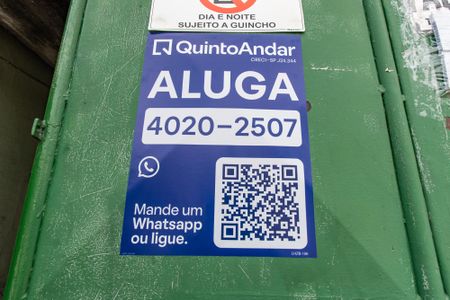 DIA E NOITE
SUJEITO A GUINCHO
QuintoAndar
CRECI-SP J24.344
ALUGA
4020-2507
Mande um
Whatsapp
ou ligue.